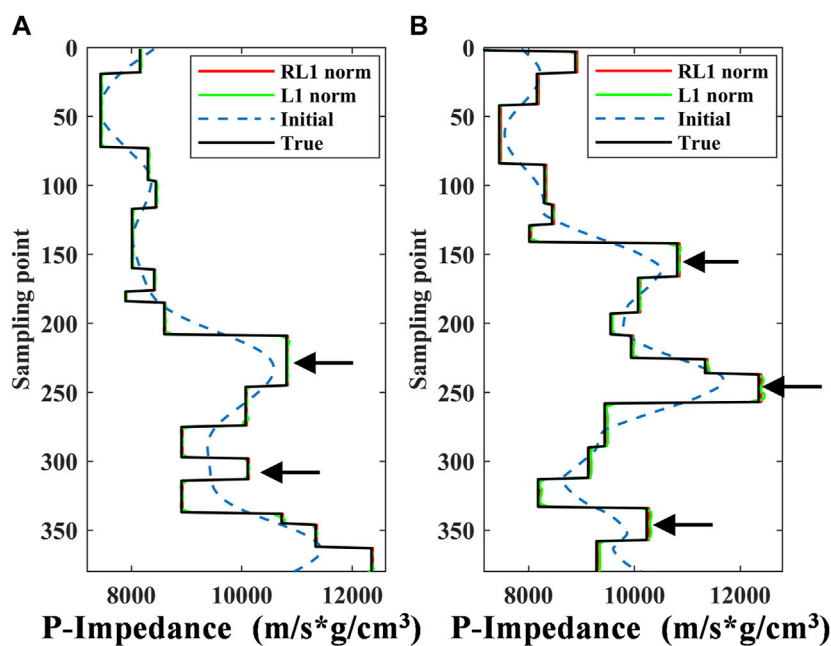 A
0
50
100
150
200
250
300
350
Sampling point
RL1 norm
L1 norm
Initial
True
8000 10000 12000
P-Impedance (m/s*g/cm³)
B
0
50
100
150
200
250
300
350
Sampling point
RL1 norm
L1 norm
Initial
True
8000 10000 12000
P-Impedance (m/s*g/cm³)